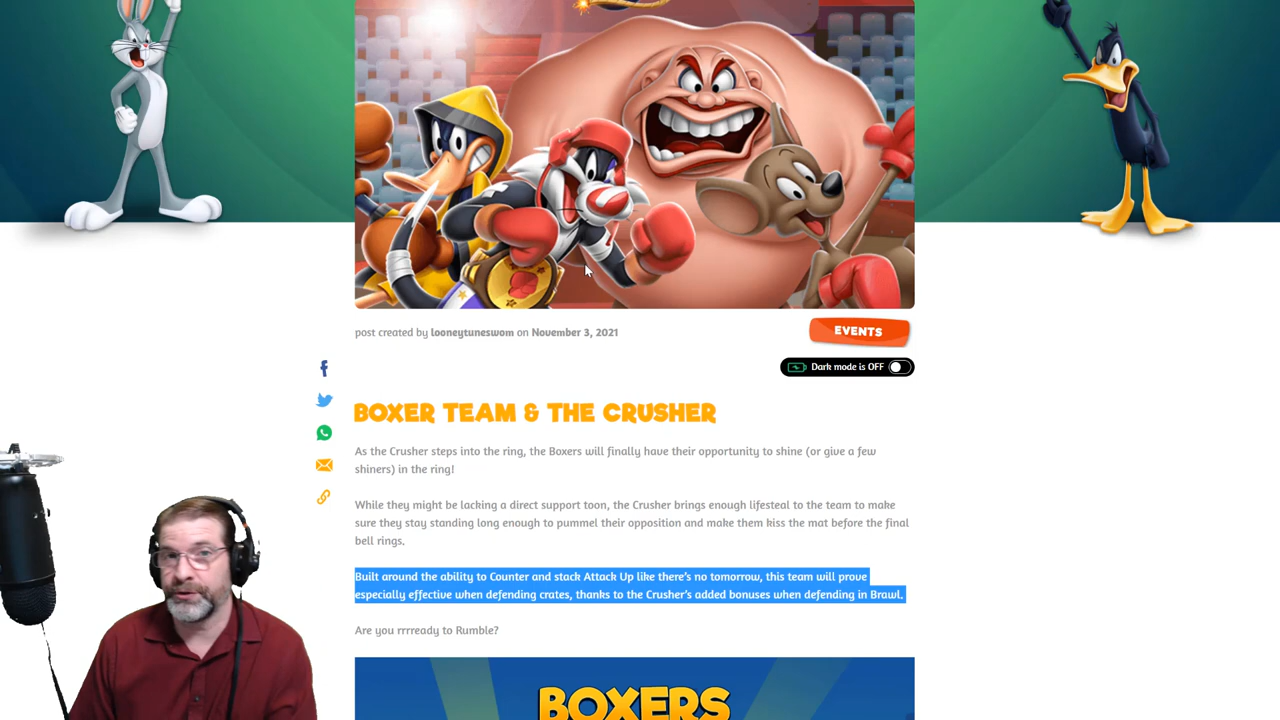 post created by looneytuneswom on November 3, 2021
EVENTS
Dark mode is OFF
BOXER TEAM & THE CRUSHER
As the Crusher steps into the ring, the Boxers will finally have their opportunity to shine (or give a few
shiners) in the ring!
While they might be lacking a direct support toon, the Crusher brings enough lifesteal to the team to make
sure they stay standing long enough to pummel their opposition and make them kiss the mat before the final
bell rings.
Built around the ability to Counter and stack Attack Up like there's no tomorrow, this team will prove
especially effective when defending crates, thanks to the Crusher's added bonuses when defending in Brawl.
Are you rrrready to Rumble?
BOXERS